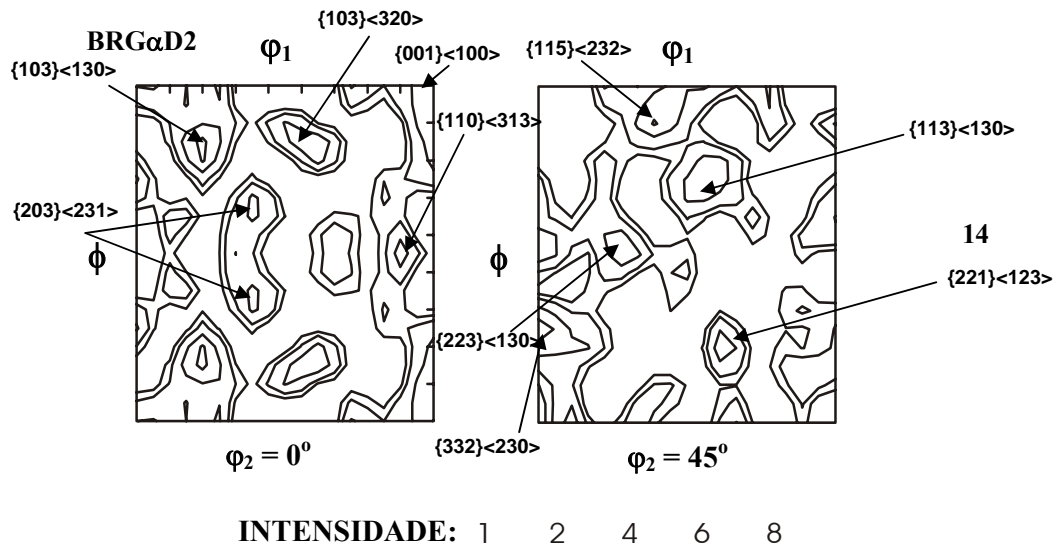 BRGαD2
φ1
{103}<320>
{001}<100>
{103}<130>
{110}<313>
{203}<231>
ϕ
φ2 = 0º
{115}<232>
φ1
{113}<130>
14
ϕ
{221}<123>
{223}<130>
{332}<230>
φ2 = 45º
INTENSIDADE: 1 2 4 6 8